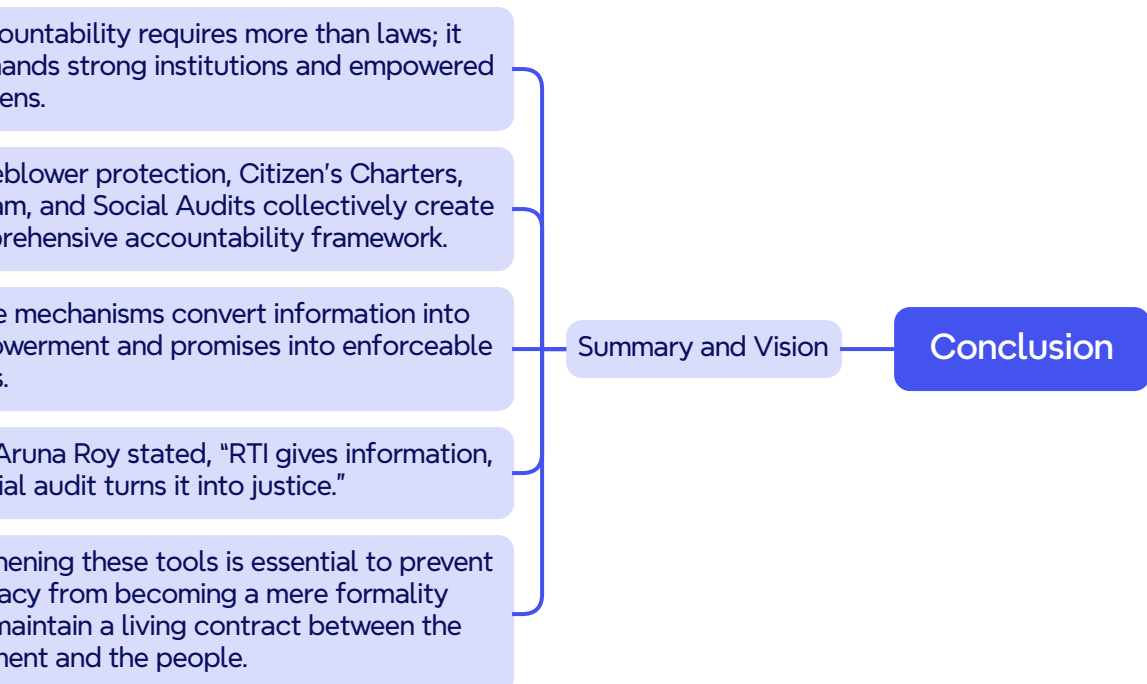 ountability requires more than laws; it
ands strong institutions and empowered
ens.
eblower protection, Citizen's Charters,
am, and Social Audits collectively create
prehensive accountability framework.
e mechanisms convert information into
owerment and promises into enforceable
s.
Aruna Roy stated, “RTI gives information,
ial audit turns it into justice.”
hening these tools is essential to prevent
acy from becoming a mere formality
maintain a living contract between the
ment and the people.
Summary and Vision
Conclusion